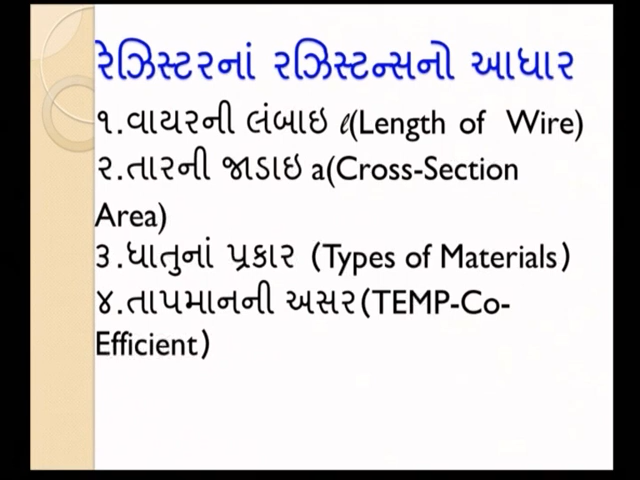 રેઝિસ્ટરનાં રઝિસ્ટન્સનો આધાર
૧.વાયરની લંબાઇ ℓ(Length of Wire)
૨.તારની જાડાઇ a(Cross-Section
Area)
૩.ધાતુનાં પ્રકાર (Types of Materials)
૪.તાપમાનની અસર(TEMP-Co-
Efficient)